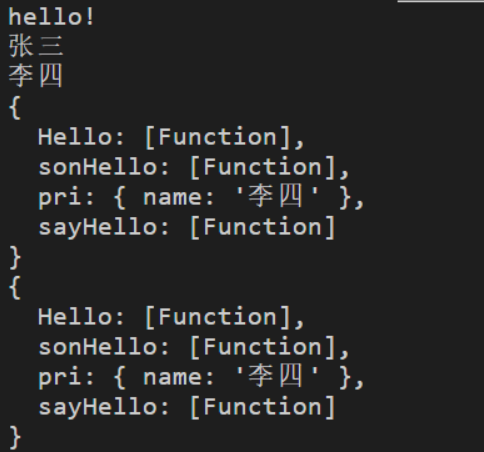 hello!
张三
李四
{
  Hello: [Function],
  sonHello: [Function],
  pri: { name: '李四' },
  sayHello: [Function]
}
{
  Hello: [Function],
  sonHello: [Function],
  pri: { name: '李四' },
  sayHello: [Function]
}